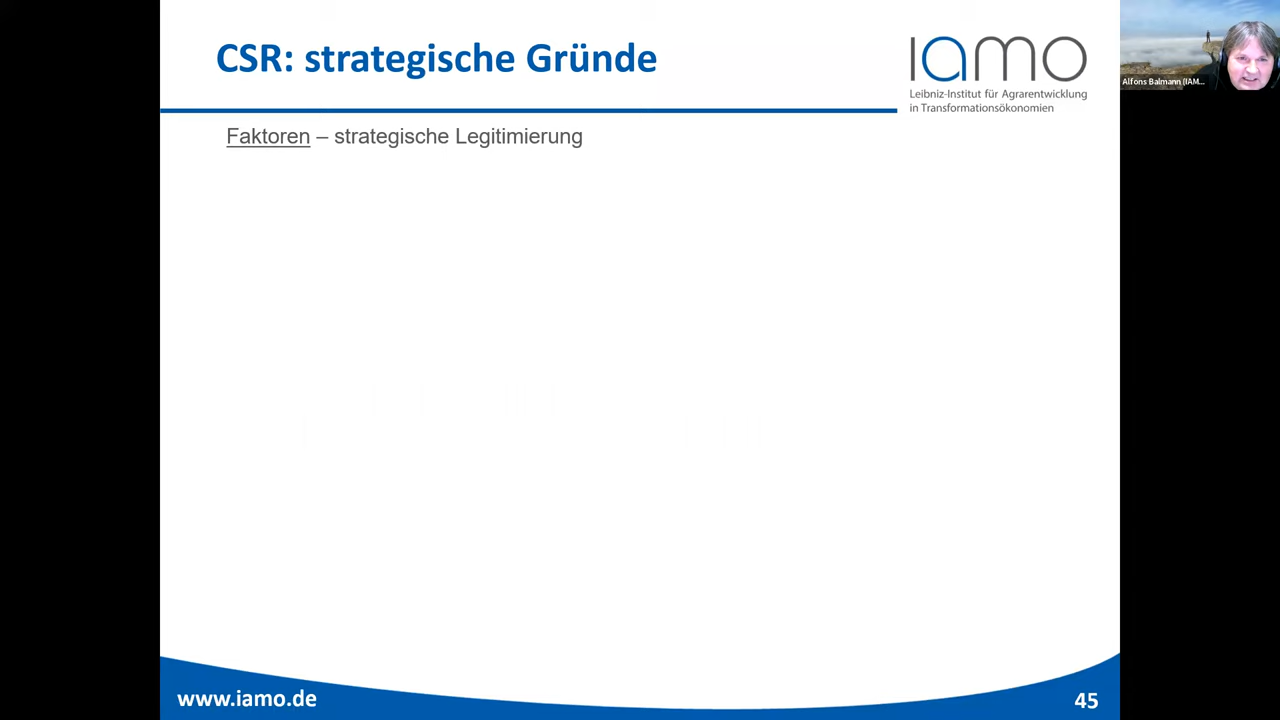 CSR: strategische Gründe
iamo
Leibniz-Institut für Agrarentwicklung
in Transformationsökonomien
Alfons Balmann (IAM...
Faktoren – strategische Legitimierung
www.iamo.de
45